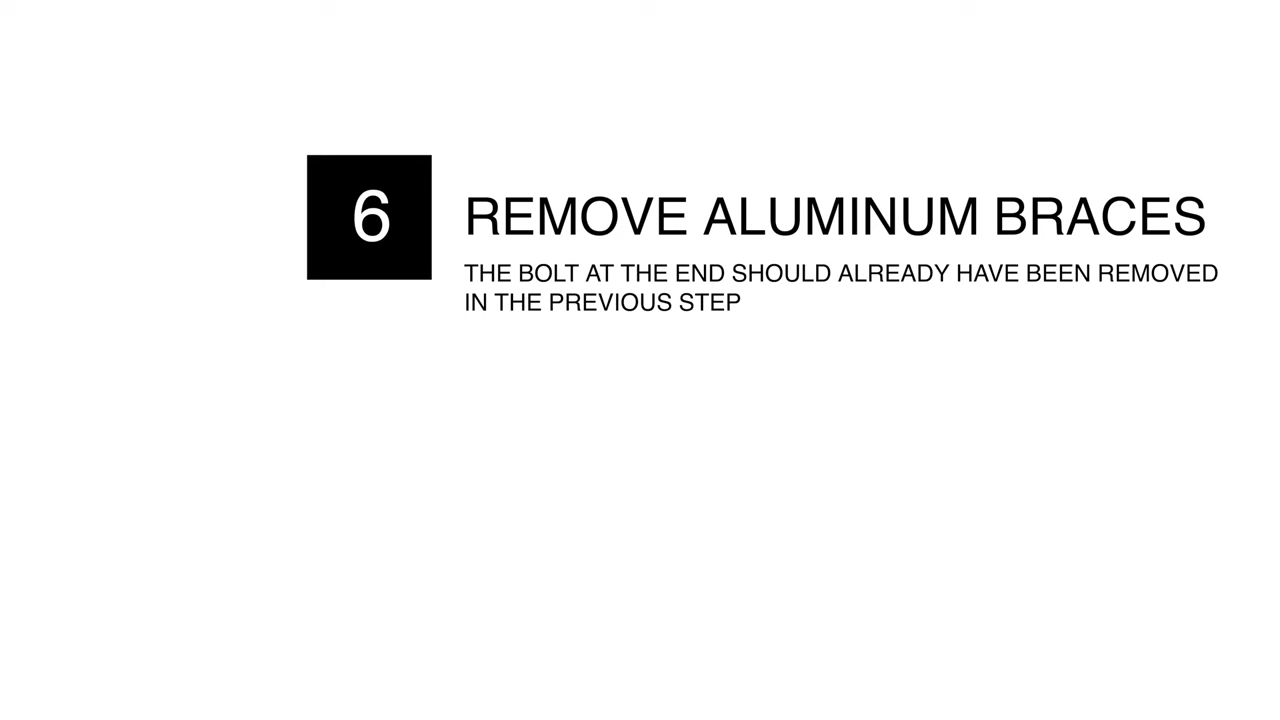 6
REMOVE ALUMINUM BRACES
THE BOLT AT THE END SHOULD ALREADY HAVE BEEN REMOVED
IN THE PREVIOUS STEP